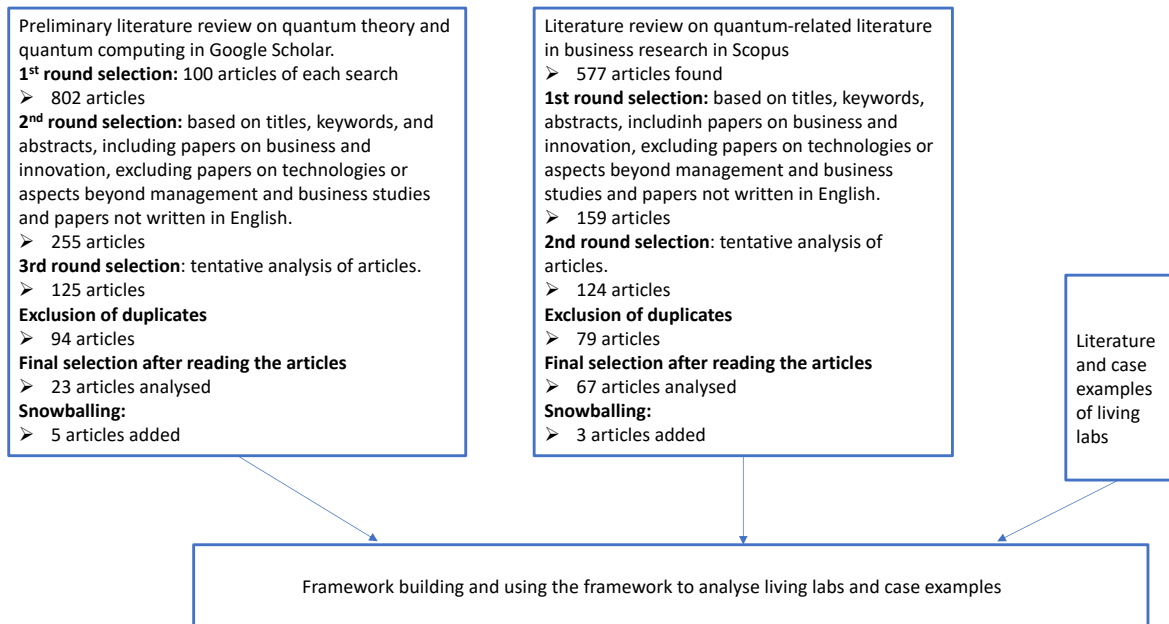 Preliminary literature review on quantum theory and
quantum computing in Google Scholar.
1st round selection: 100 articles of each search
➢ 802 articles
2nd round selection: based on titles, keywords, and
abstracts, including papers on business and
innovation, excluding papers on technologies or
aspects beyond management and business studies
and papers not written in English.
➢ 255 articles
3rd round selection: tentative analysis of articles.
➢ 125 articles
Exclusion of duplicates
➢ 94 articles
Final selection after reading the articles
➢ 23 articles analysed
Snowballing:
➢ 5 articles added
Literature review on quantum-related literature
in business research in Scopus
➢ 577 articles found
1st round selection: based on titles, keywords,
abstracts, includinh papers on business and
innovation, excluding papers on technologies or
aspects beyond management and business
studies and papers not written in English.
➢ 159 articles
2nd round selection: tentative analysis of
articles.
➢ 124 articles
Exclusion of duplicates
➢ 79 articles
Final selection after reading the articles
➢ 67 articles analysed
Snowballing:
➢ 3 articles added
Literature
and case
examples
of living
labs
Framework building and using the framework to analyse living labs and case examples